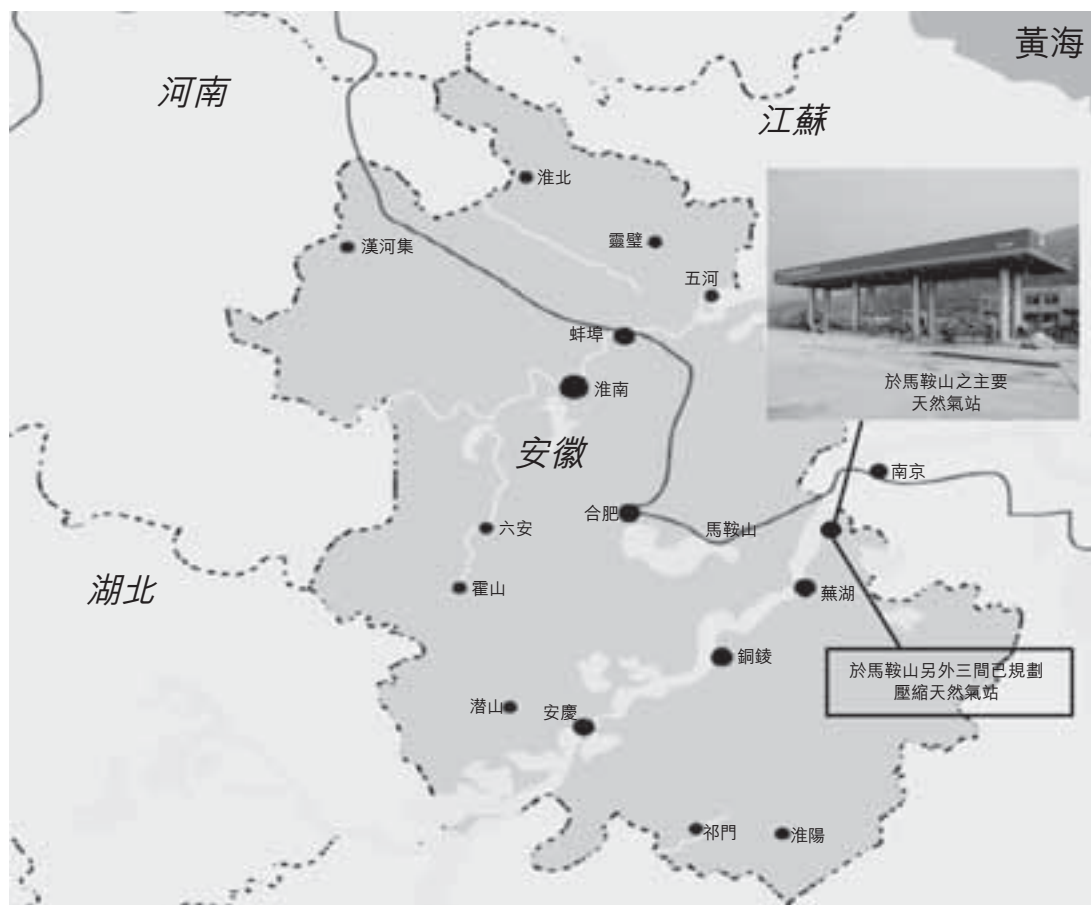 黃海
河南
江蘇
淮北
漢河集
靈璧
五河
蚌埠
淮南
於馬鞍山之主要
天然氣站
安徽
南京
合肥
六安
馬鞍山
湖北
霍山
蕪湖
銅錂
於馬鞍山另外三間已規劃
壓縮天然氣站
潛山
安慶
祁門
淮陽